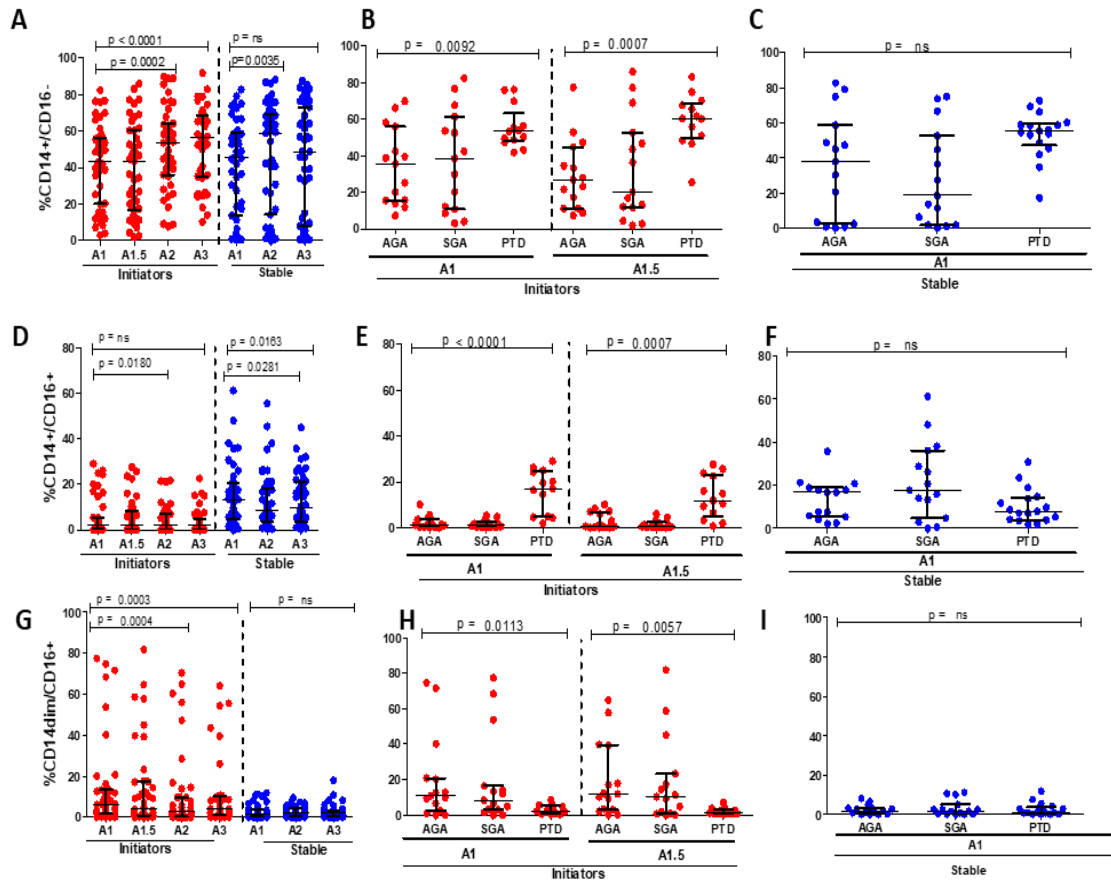 A
p < 0.0001
p = 0.0002
p = ns
p= 0.0035
%CD14+/CD16-
100
80
60
40
20
0
A1 A1.5 A2 A3 A1 A2 A3
Initiators Stable
B
p = 0.0092
p = 0.0007
100
80
60
40
20
0
AGA SGA PTD AGA SGA PTD
A1 A1.5
Initiators
C
p = ns
100
80
60
40
20
0
AGA SGA PTD
A1
Stable
D
p = ns
p = 0.0180
p = 0.0163
p = 0.0281
%CD14+/CD16+
80
60
40
20
0
A1 A1.5 A2 A3 A1 A2 A3
Initiators Stable
E
p < 0.0001
p = 0.0007
80
60
40
20
0
AGA SGA PTD AGA SGA PTD
A1 A1.5
Initiators
F
p = ns
80
60
40
20
0
AGA SGA PTD
A1
Stable
G
p = 0.0003
p = 0.0004
p = ns
%CD14dim/CD16+
100
80
60
40
20
0
A1 A1.5 A2 A3 A1 A2 A3
Initiators Stable
H
p = 0.0113
p = 0.0057
100
80
60
40
20
0
AGA SGA PTD AGA SGA PTD
A1 A1.5
Initiators
I
p = ns
100
80
60
40
20
0
AGA SGA PTD
A1
Stable